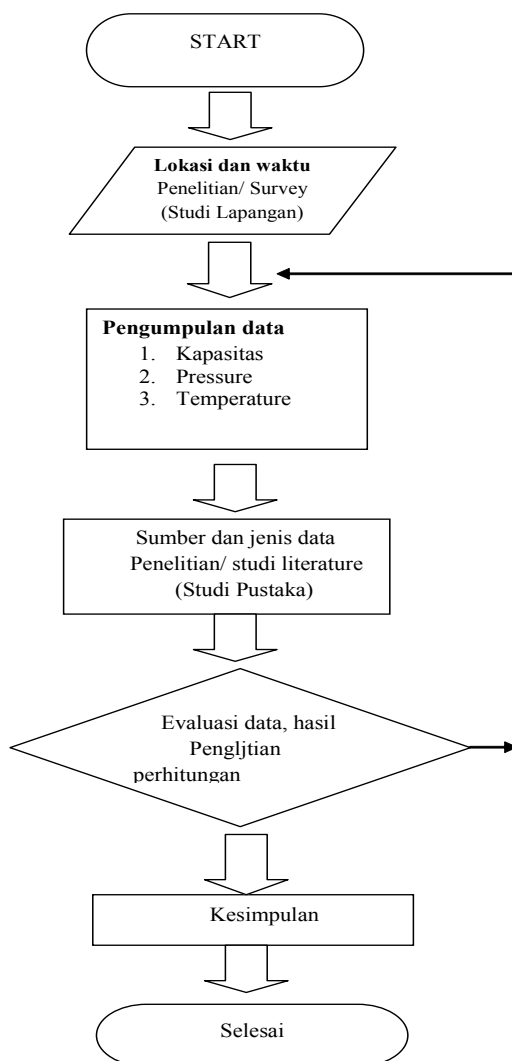 START
Lokasi dan waktu
Penelitian/ Survey
(Studi Lapangan)
Pengumpulan data
1. Kapasitas
2. Pressure
3. Temperature
Sumber dan jenis data
Penelitian/ studi literature
(Studi Pustaka)
Evaluasi data, hasil
Pengljtian
perhitungan
Kesimpulan
Selesai